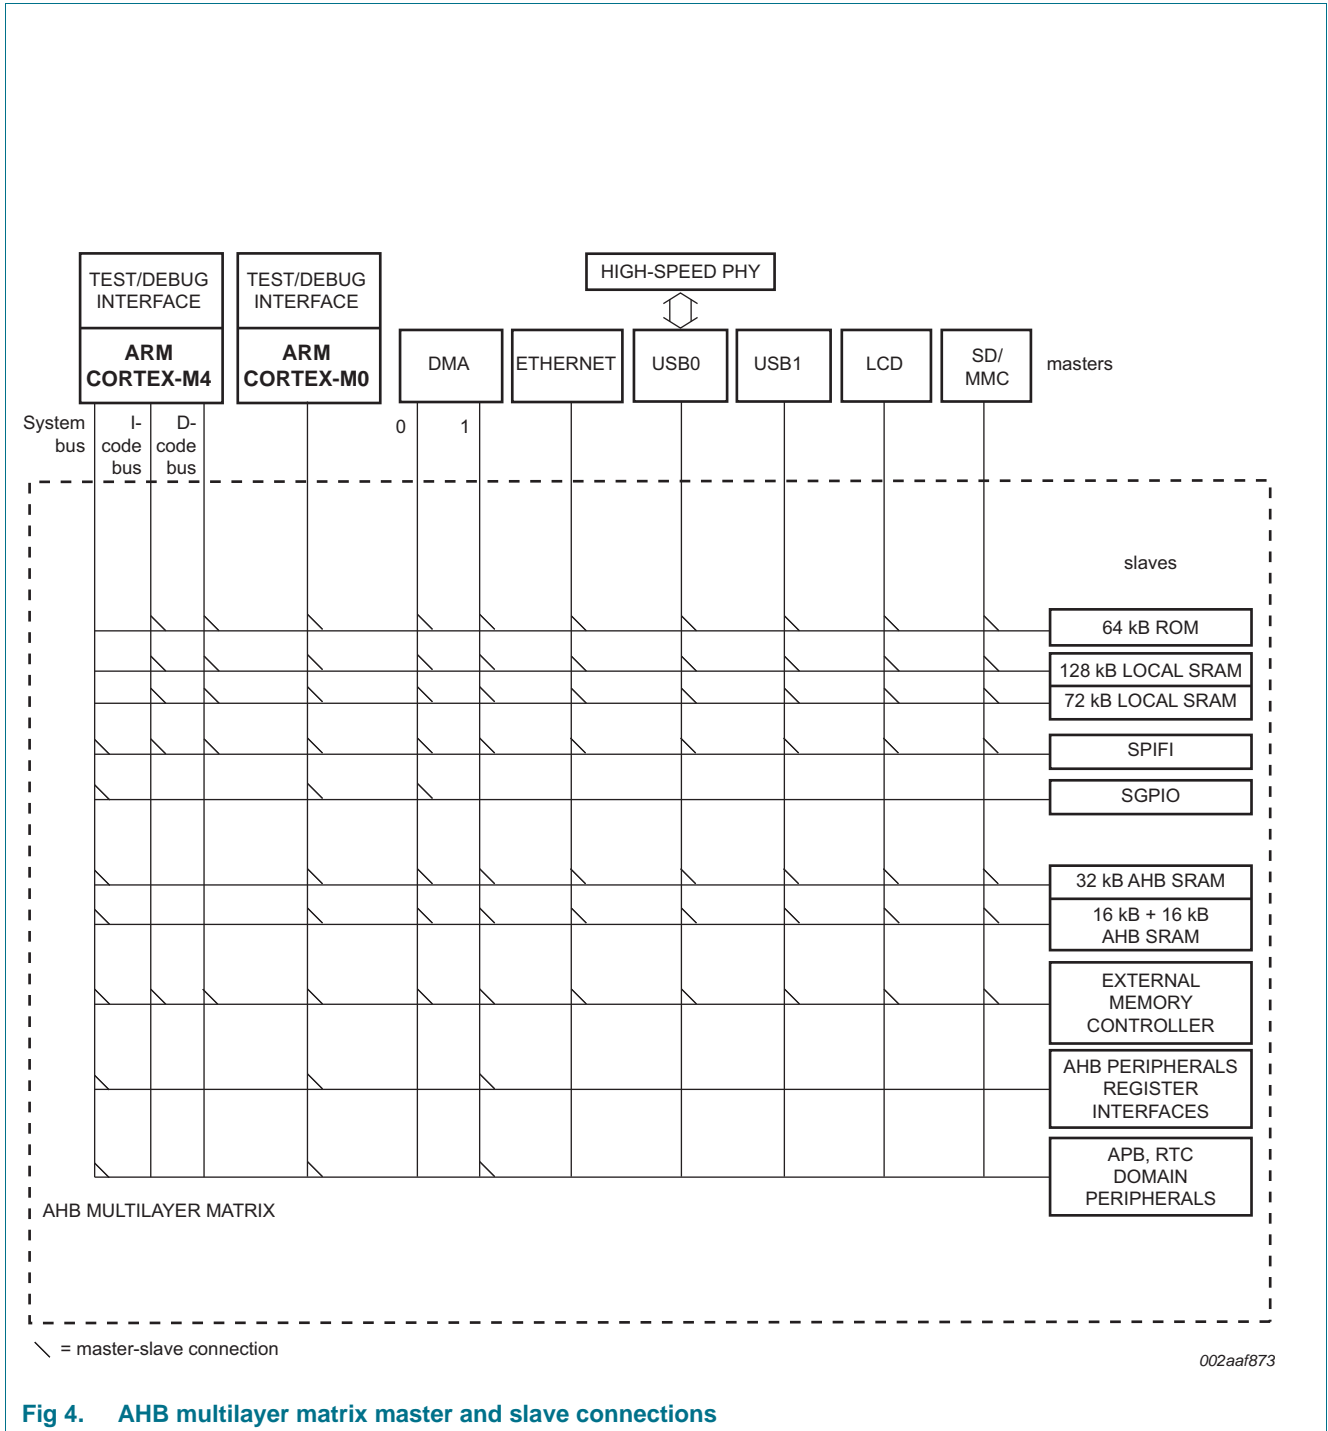 HIGH-SPEED PHY
TEST/DEBUG
INTERFACE
TEST/DEBUG
INTERFACE
ARM
CORTEX-M4
ARM
CORTEX-M0
DMA
ETHERNET
USB0
USB1
LCD
SD/
MMC
masters
System
bus
I-
code
bus
D-
code
bus
0
1
slaves
64 kB ROM
128 kB LOCAL SRAM
72 kB LOCAL SRAM
SPIFI
SGPIO
32 kB AHB SRAM
16 kB + 16 kB
AHB SRAM
EXTERNAL
MEMORY
CONTROLLER
AHB PERIPHERALS
REGISTER
INTERFACES
APB, RTC
DOMAIN
PERIPHERALS
AHB MULTILAYER MATRIX
= master-slave connection
002aaf873
Fig 4. AHB multilayer matrix master and slave connections